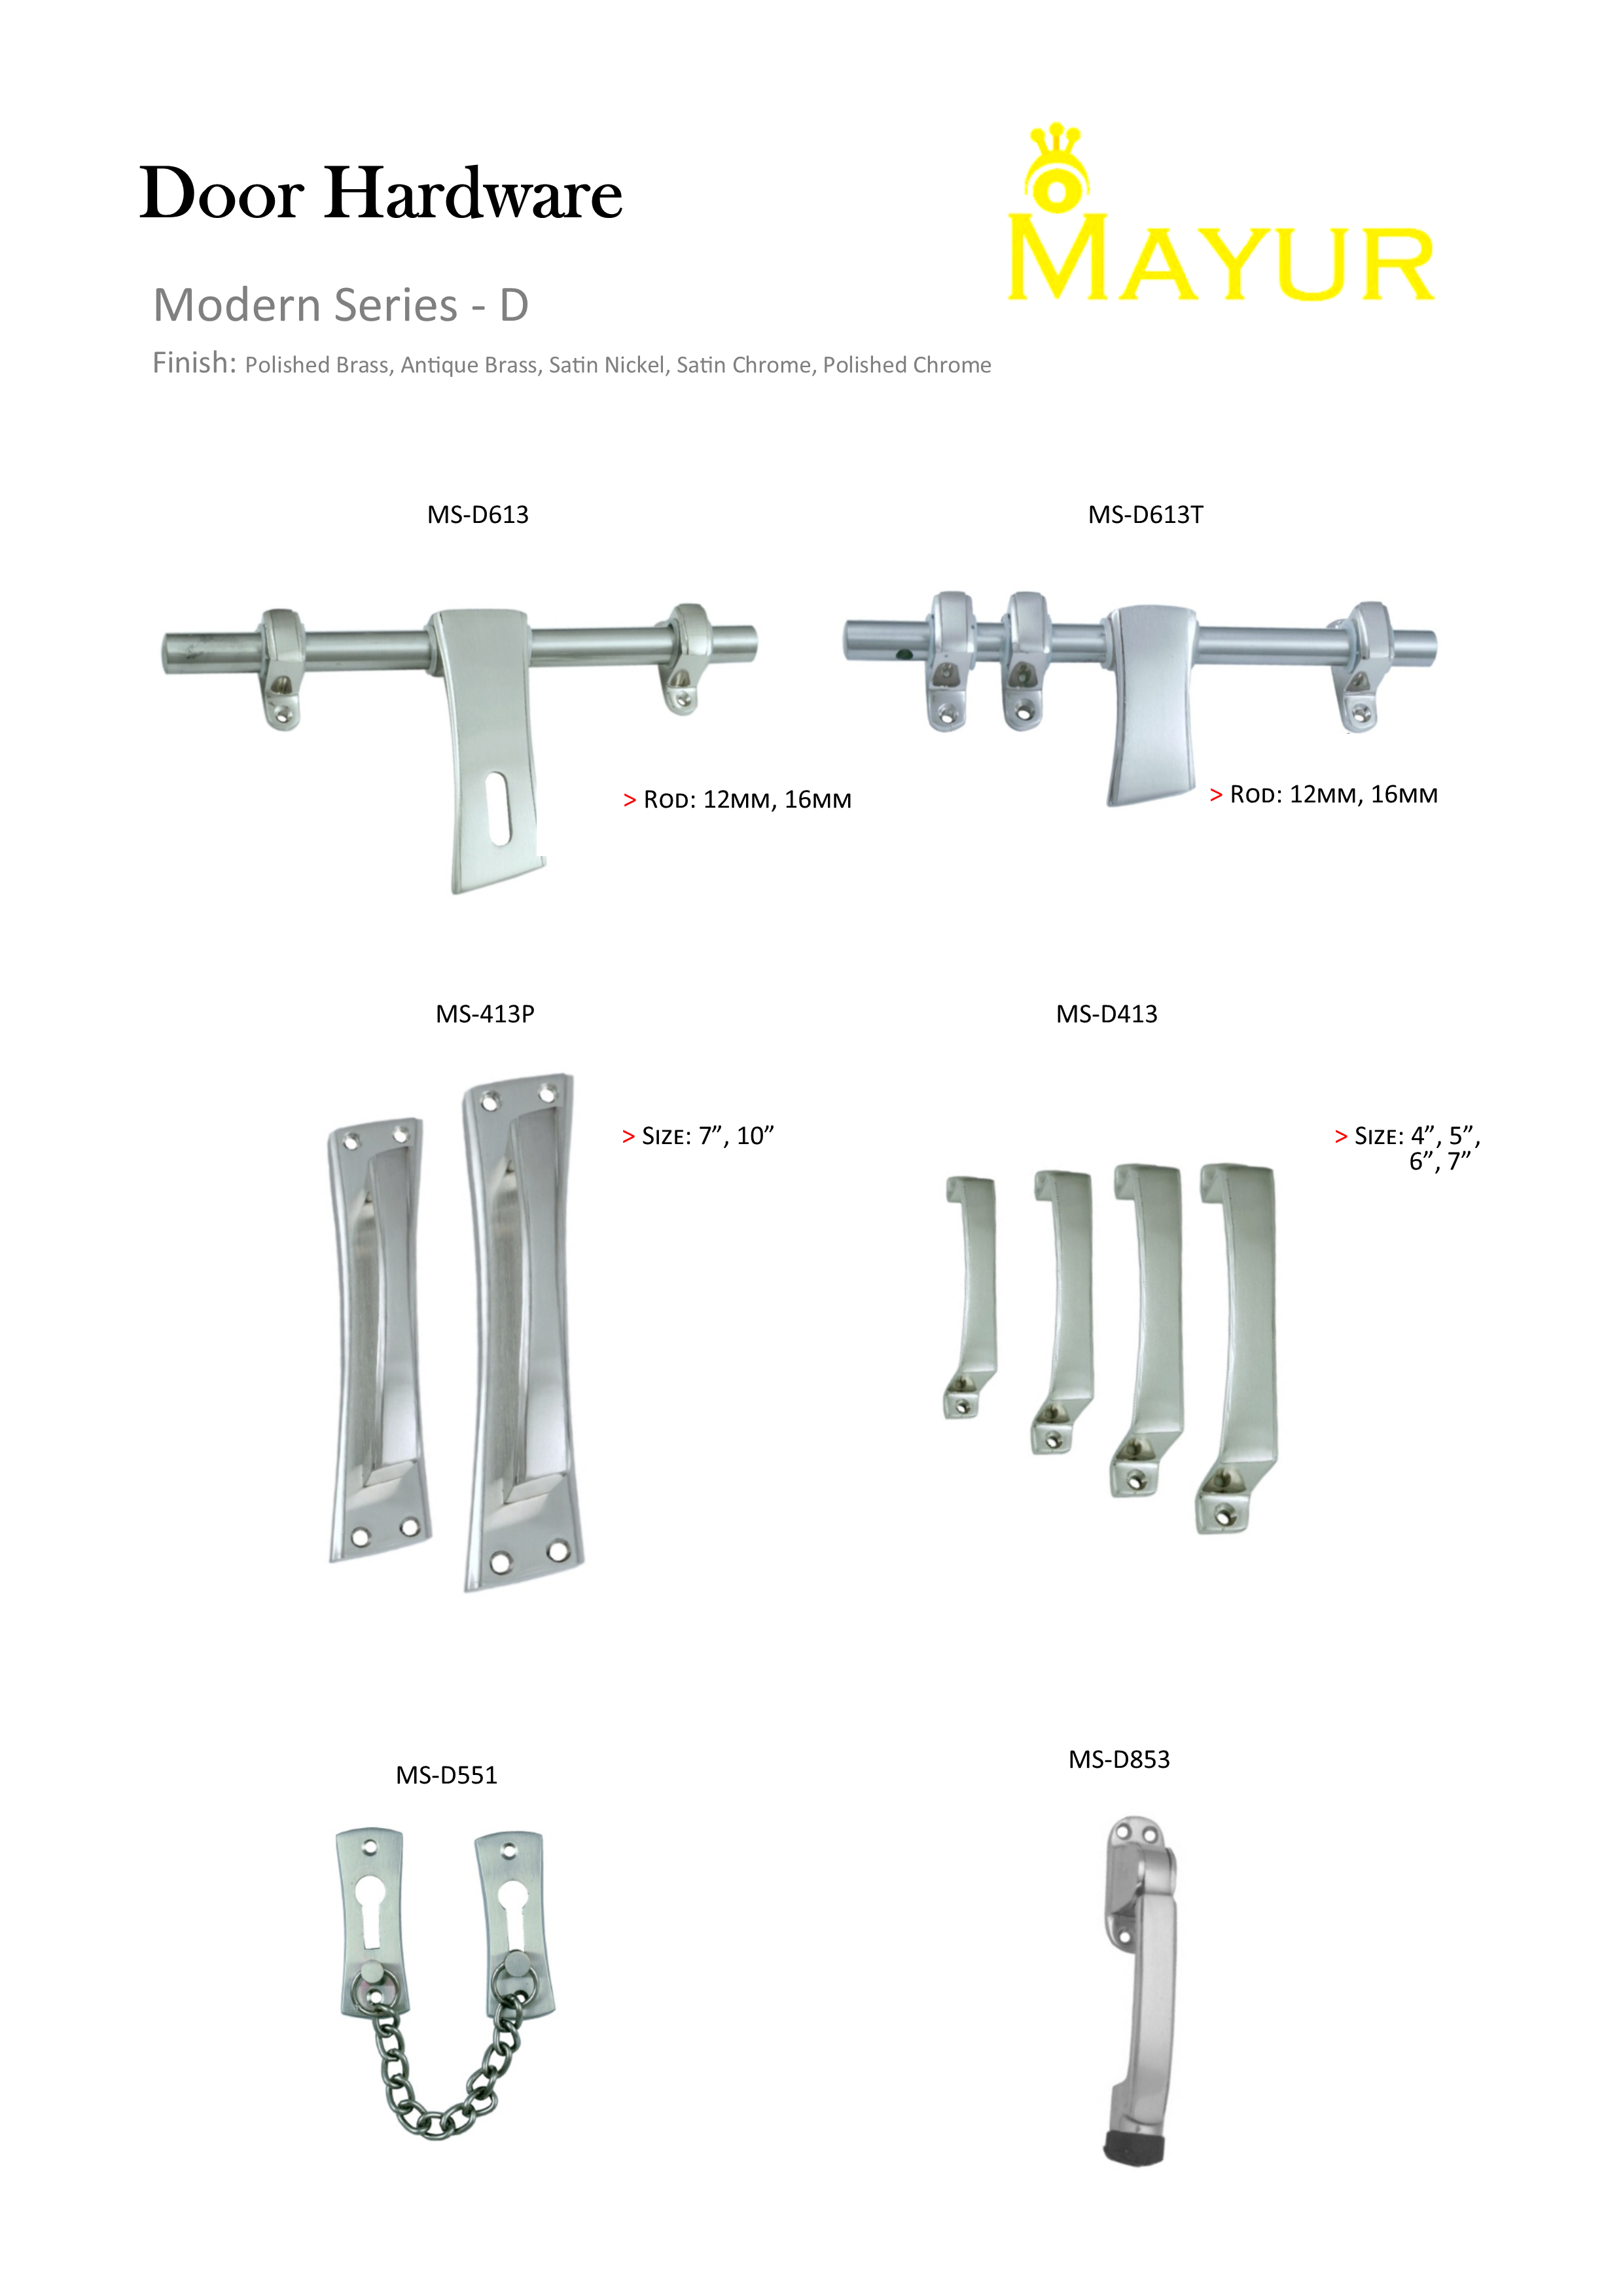 Door Hardware
MAYUR
Modern Series - D
Finish: Polished Brass, Antique Brass, Satin Nickel, Satin Chrome, Polished Chrome
MS-D613
MS-D613T
> Rod: 12mm, 16mm
> Rod: 12mm, 16mm
MS-413P
MS-D413
> Size: 7”, 10”
> Size: 4”, 5”,
6”, 7”
MS-D551
MS-D853